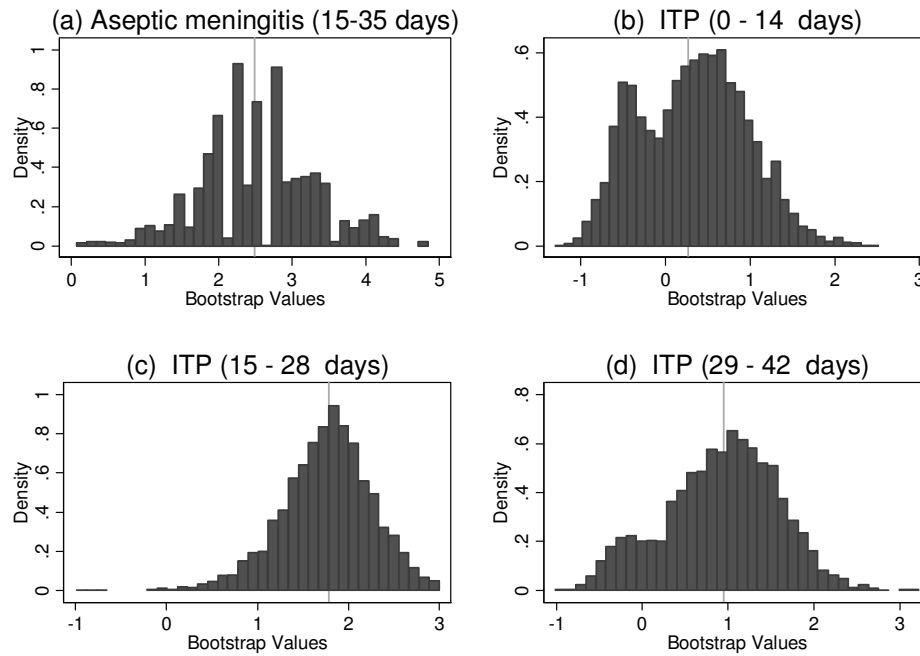 (a) Aseptic meningitis (15-35 days)
Density
0 .2 .4 .6 .8 1
0 1 2 3 4 5
Bootstrap Values
(b) ITP (0 - 14 days)
Density
0 .2 .4 .6
-1 0 1 2 3
Bootstrap Values
(c) ITP (15 - 28 days)
Density
0 .2 .4 .6 .8 1
-1 0 1 2 3
Bootstrap Values
(d) ITP (29 - 42 days)
Density
0 .2 .4 .6 .8
-1 0 1 2 3
Bootstrap Values